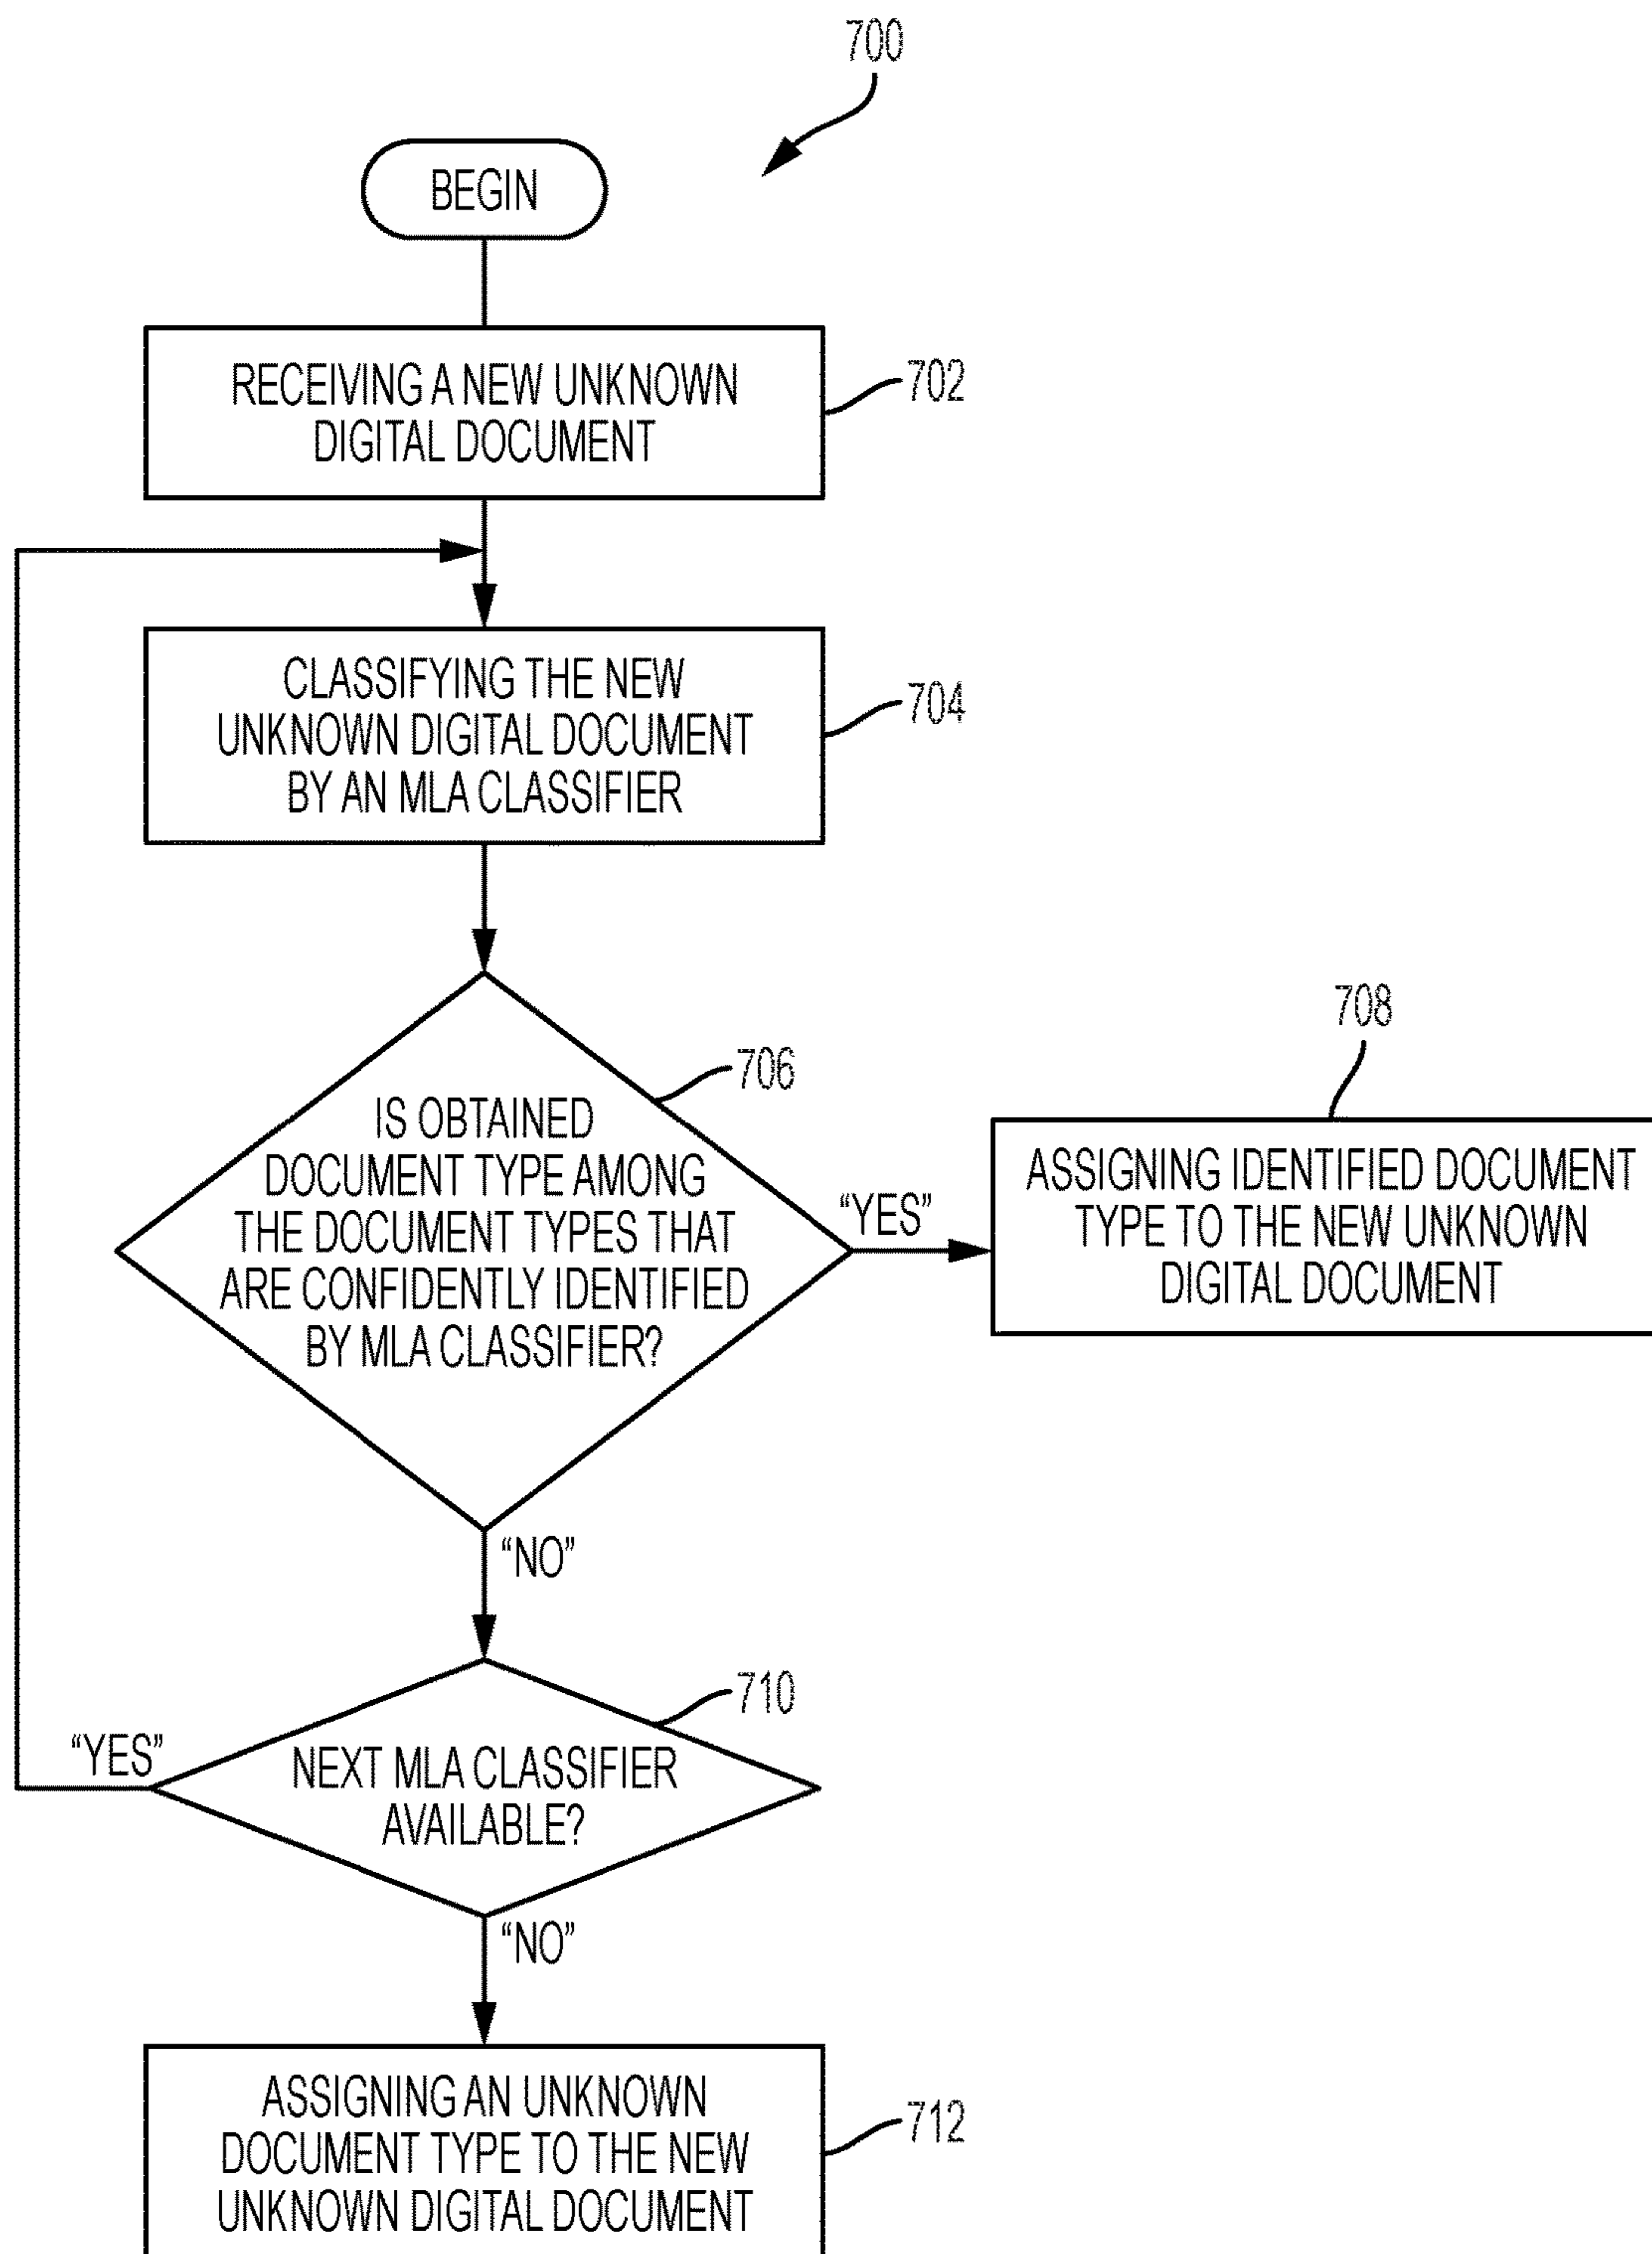 700
BEGIN
RECEIVING A NEW UNKNOWN
DIGITAL DOCUMENT
702
CLASSIFYING THE NEW
UNKNOWN DIGITAL DOCUMENT
BY AN MLA CLASSIFIER
704
706
IS OBTAINED
DOCUMENT TYPE AMONG
THE DOCUMENT TYPES THAT
ARE CONFIDENTLY IDENTIFIED
BY MLA CLASSIFIER?
“YES”
708
ASSIGNING IDENTIFIED DOCUMENT
TYPE TO THE NEW UNKNOWN
DIGITAL DOCUMENT
“NO”
710
“YES”
NEXT MLA CLASSIFIER
AVAILABLE?
“NO”
ASSIGNING AN UNKNOWN
DOCUMENT TYPE TO THE NEW
UNKNOWN DIGITAL DOCUMENT
712